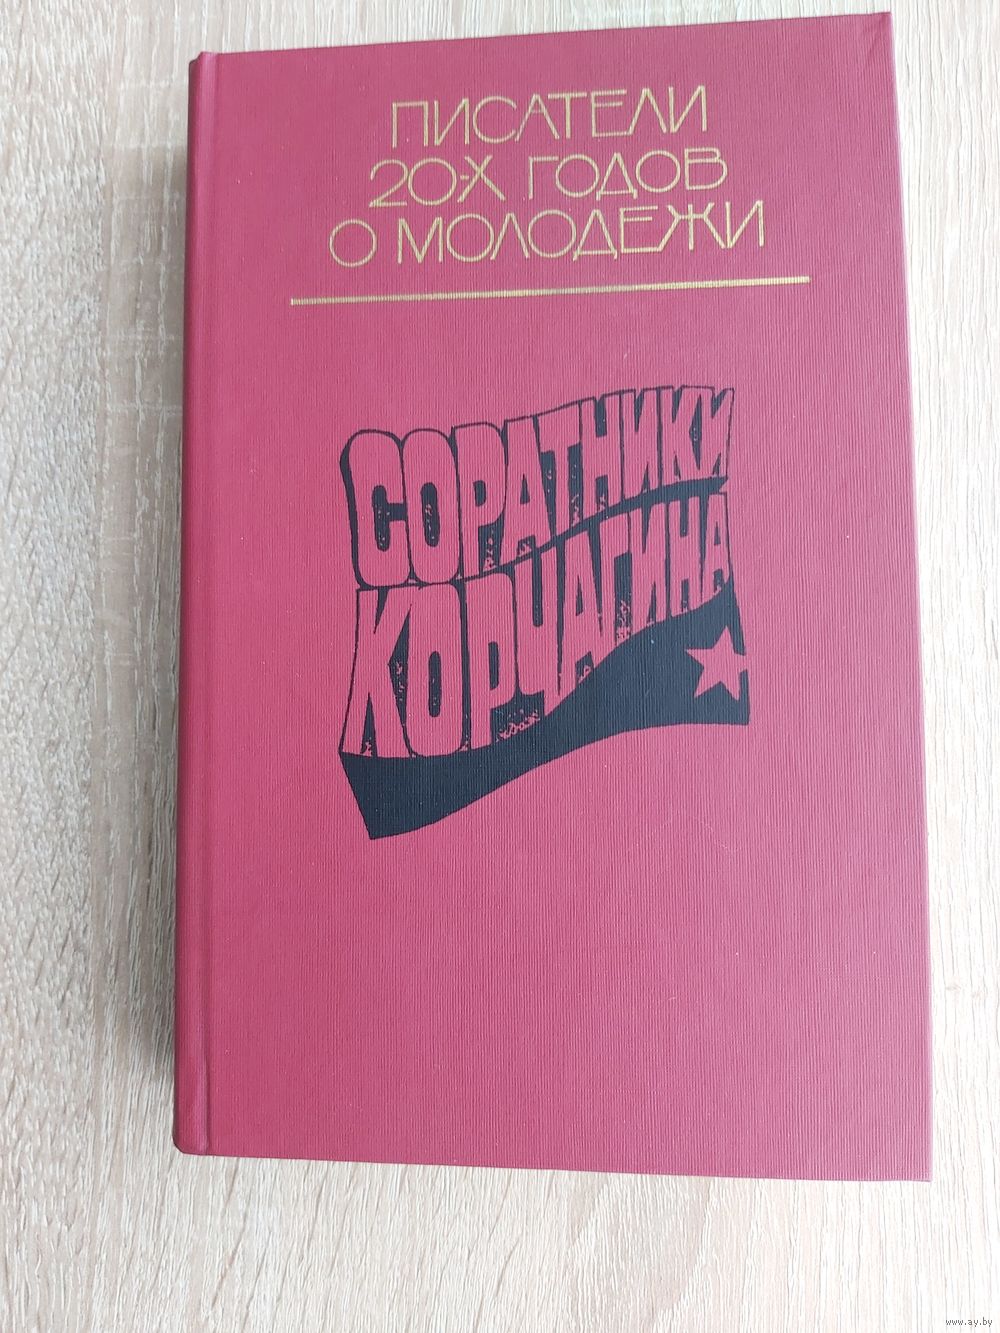 ПИСАТЕЛИ
20-Х ГОДОВ
О МОЛОДЕЖИ
СОРАТНИКИ
КОРЧАГИНА
www.ay.by